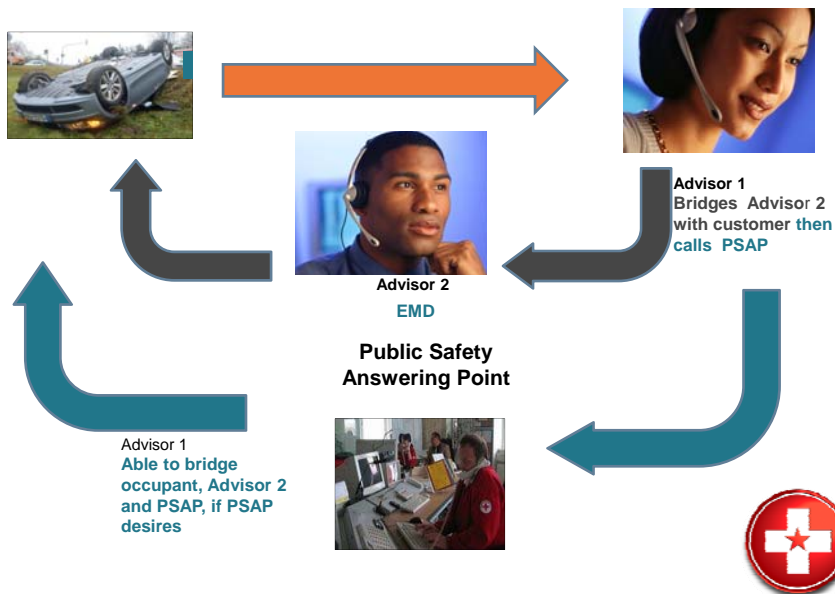 Advisor 1
Bridges Advisor 2
with customer then
calls PSAP
Advisor 2
EMD
Public Safety
Answering Point
Advisor 1
Able to bridge
occupant, Advisor 2
and PSAP, if PSAP
desires